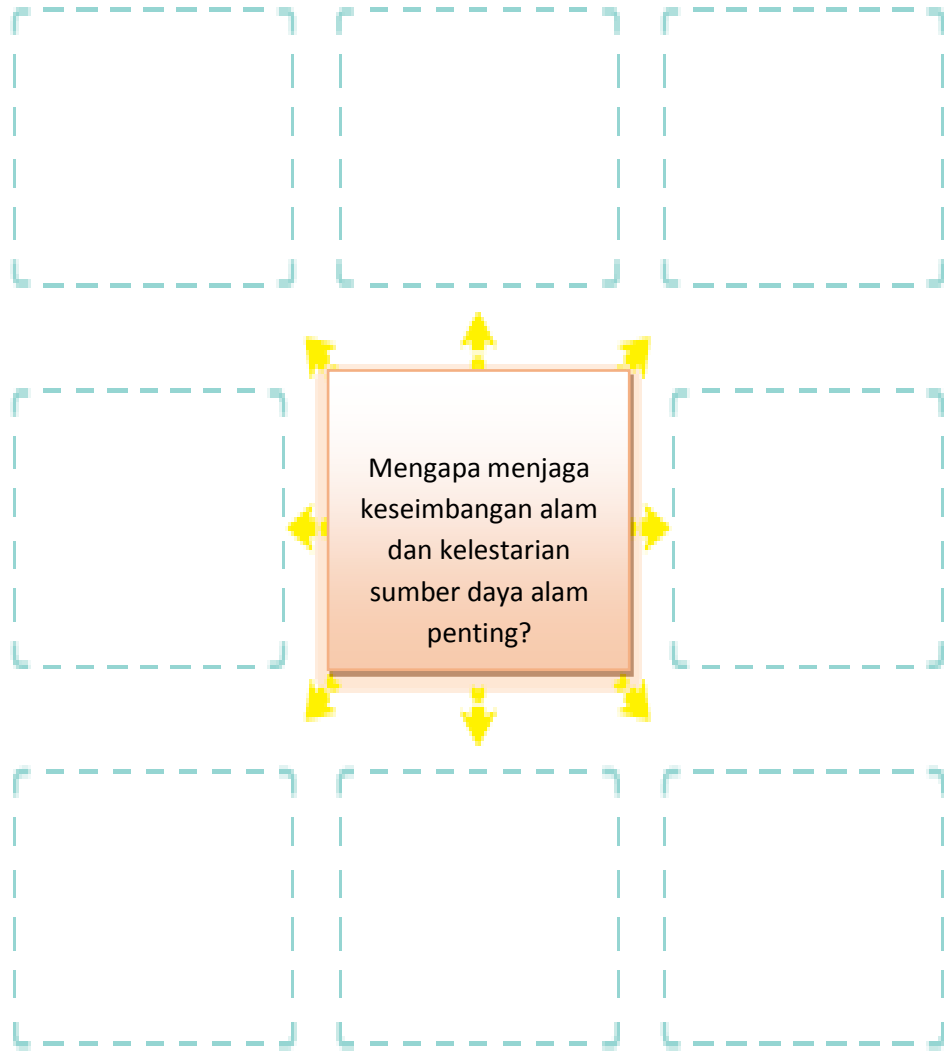 Mengapa menjaga
keseimbangan alam
dan kelestarian
sumber daya alam
penting?